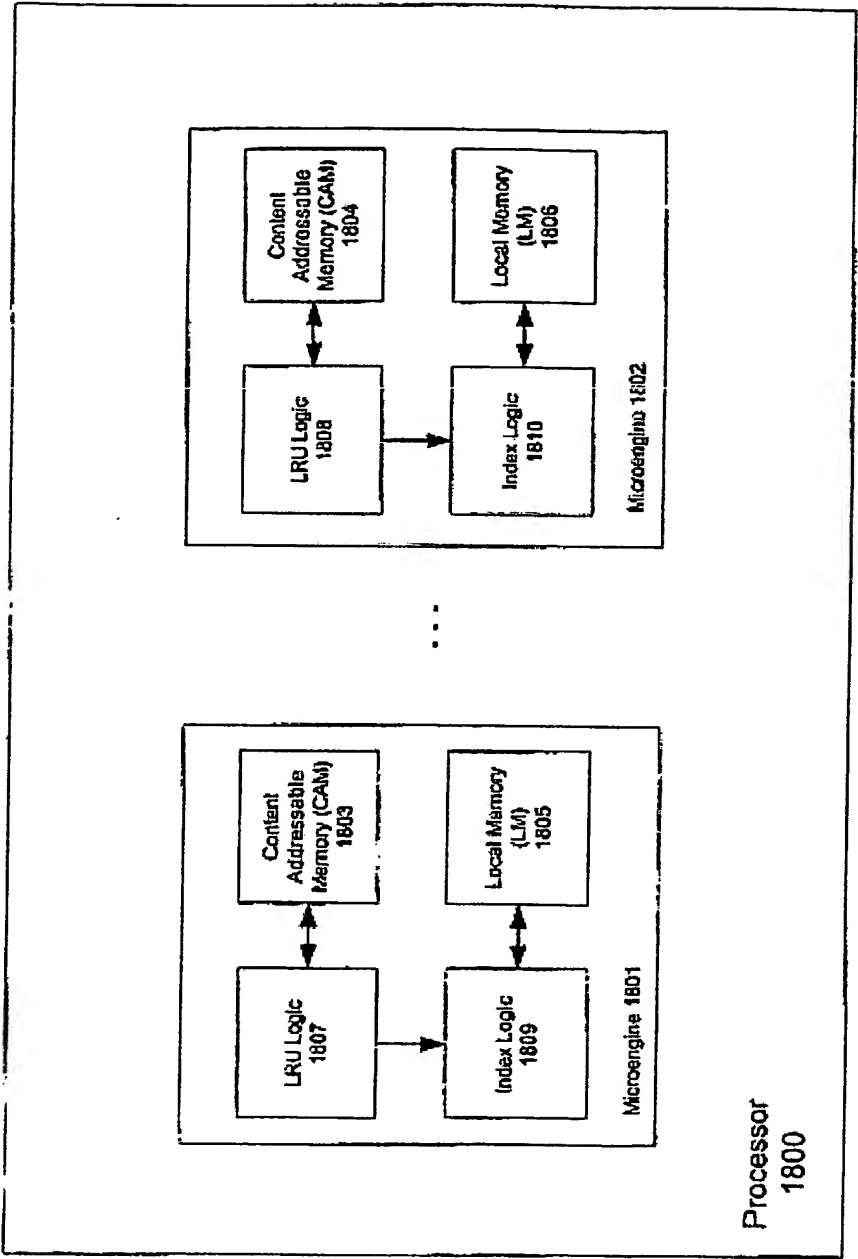 LRU Logic
1807
Content
Addressable
Memory (CAM)
1803
Index Logic
1809
Local Memory
(LM)
1805
Microengine 1801
...
LRU Logic
1808
Content
Addressable
Memory (CAM)
1804
Index Logic
1810
Local Memory
(LM)
1806
Microengine 1802
Processor
1800